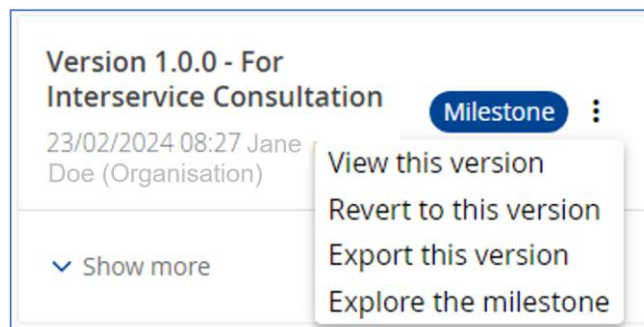 Version 1.0.0 - For
Interservice Consultation
Milestone
23/02/2024 08:27 Jane
Doe (Organisation)
View this version
Revert to this version
Export this version
Explore the milestone
Show more